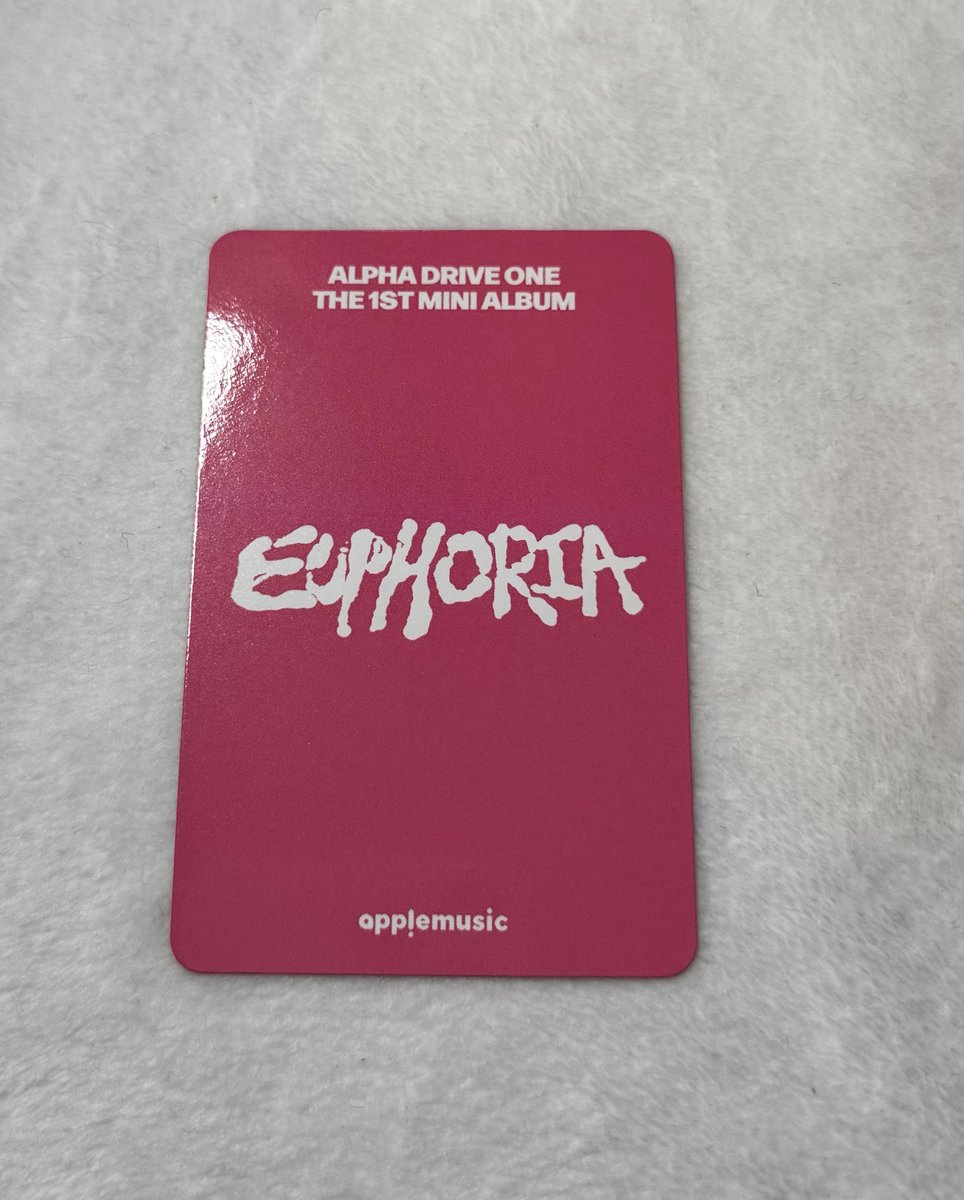 ALPHA DRIVE ONE
THE 1ST MINI ALBUM
EUPHORIA
applemusic